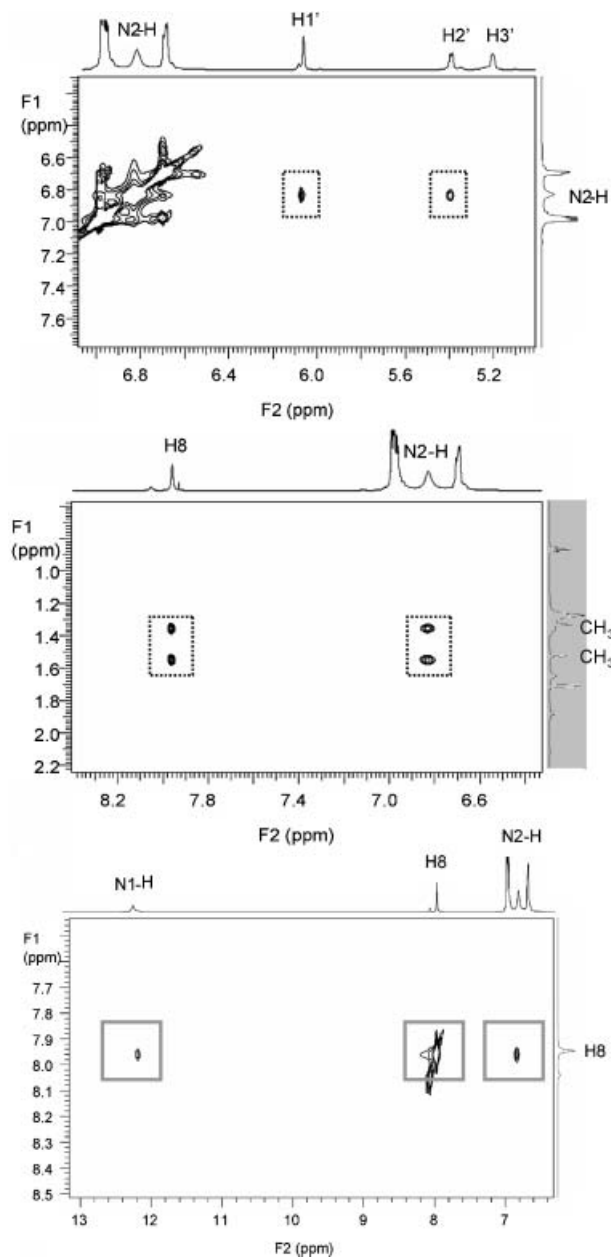 N2-H H1' H2' H3'
F1
(ppm)
6.6
6.8
7.0
7.2
7.4
7.6
N2-H
6.8 6.4 6.0 5.6 5.2
F2 (ppm)
H8 N2-H
F1
(ppm)
1.0
1.2
1.4
1.6
1.8
2.0
2.2
CH3
CH3
8.2 7.8 7.4 7.0 6.6
F2 (ppm)
N1-H H8 N2-H
F1
(ppm)
7.7
7.8
7.9
8.0
8.1
8.2
8.3
8.4
8.5
H8
13 12 11 10 9 8 7
F2 (ppm)